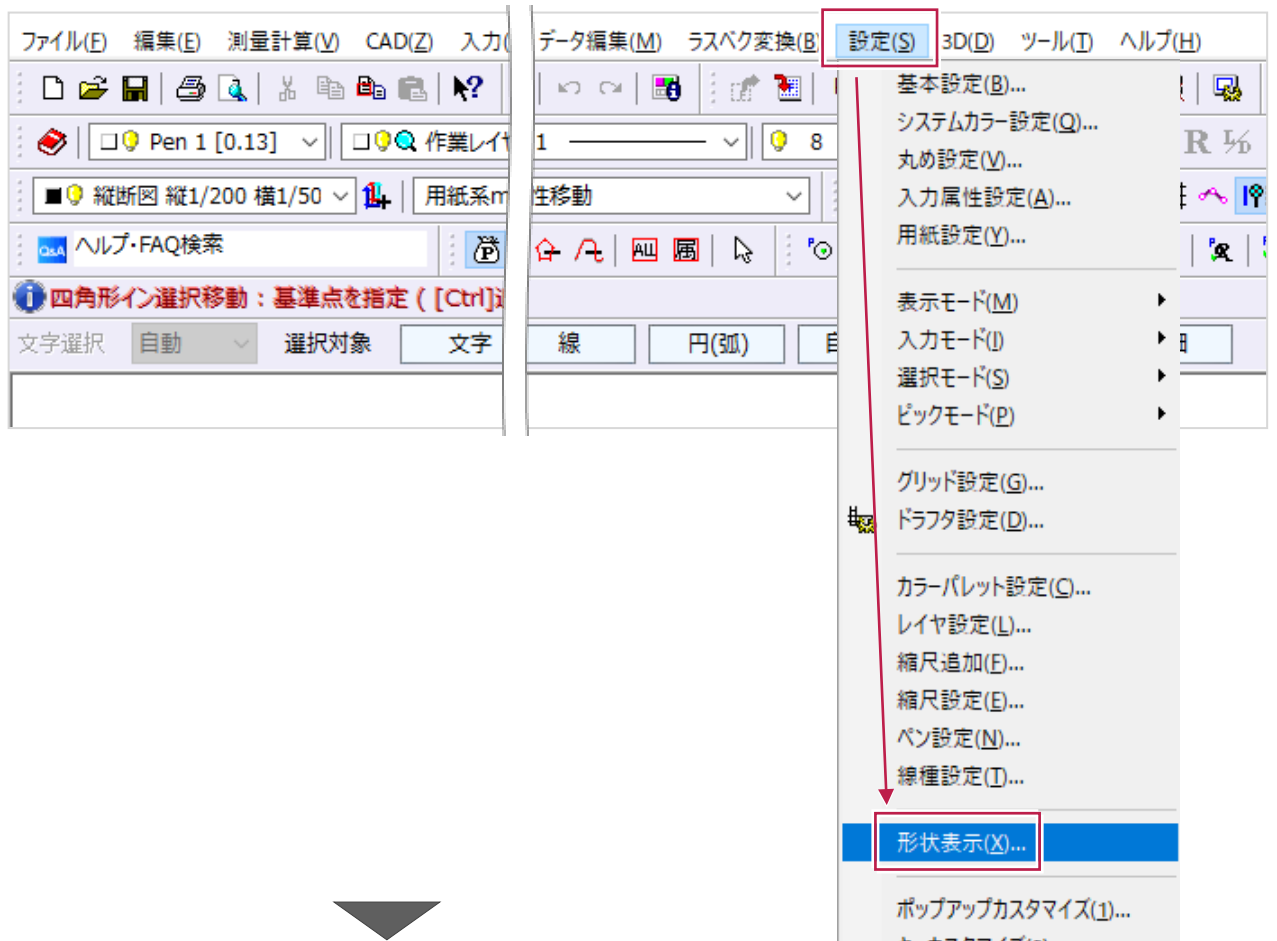 ファイル(F) 編集(E) 測量計算(V) CAD(Z) 入力( データ編集(M) ラスベク変換(B) 設定(S) 3D(D) ツール(T) ヘルプ(H)
Pen 1 [0.13] 作業レイヤ 1 8 R L/D
縦断図 縦1/200 横1/50 用紙系m 性移動
Q&A ヘルプ・FAQ検索 P ALL 属 P P
四角形イン選択移動：基準点を指定 ( [Ctrl]
文字選択 自動 選択対象 文字 線 円(弧)
基本設定(B)...
システムカラー設定(Q)...
丸め設定(V)...
入力属性設定(A)...
用紙設定(Y)...
表示モード(M)
入力モード(I)
選択モード(S)
ピックモード(P)
グリッド設定(G)...
ドラフタ設定(D)...
カラーパレット設定(C)...
レイヤ設定(L)...
縮尺追加(F)...
縮尺設定(E)...
ペン設定(N)...
線種設定(T)...
形状表示(X)...
ポップアップカスタマイズ(1)...